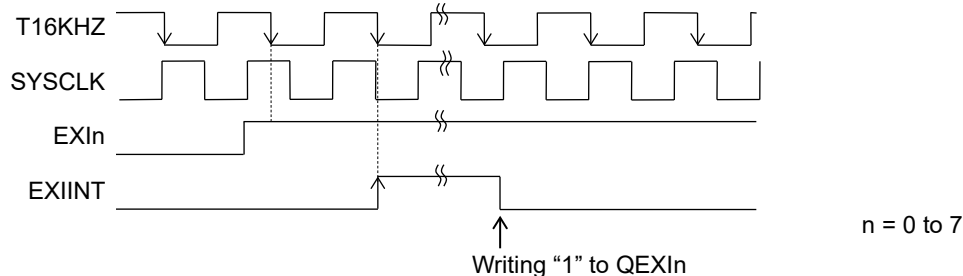 T16KHZ
SYSCLK
EXIn
EXIINT
n = 0 to 7
Writing “1” to QEXIn